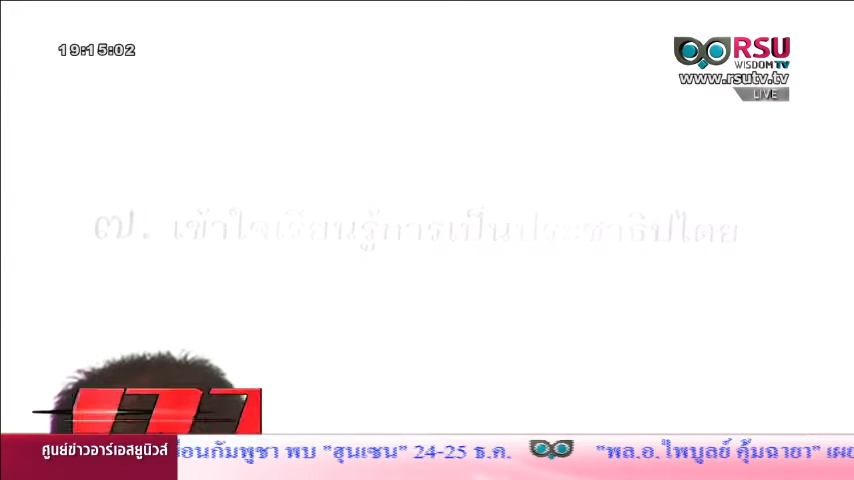 19:15:02
RSU
WISDOM TV
www.rsutv.tv
LIVE
๗. เข้าใจเรียนรู้การเป็นประชาธิปไตย
เจาะ
ศูนย์ข่าวอาร์เอสยูนิวส์
ื่อนกัมพูชา พบ "ฮุนเซน" 24-25 ธ.ค. "พล.อ.ไพบูลย์ คุ้มฉายา" เผย